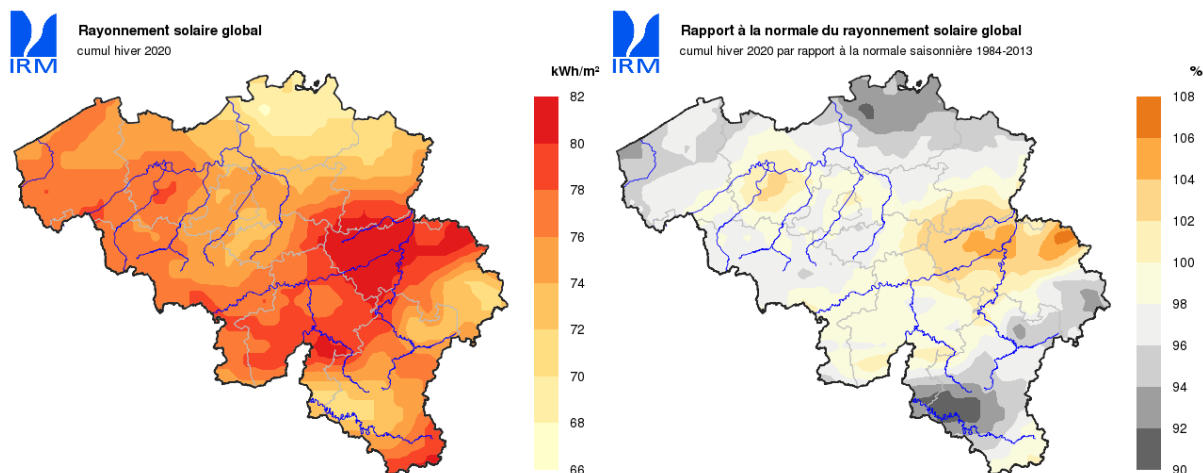 IRM
Rayonnement solaire global
cumul hiver 2020
kWh/m²
82
80
78
76
74
72
70
68
66
IRM
Rapport à la normale du rayonnement solaire global
cumul hiver 2020 par rapport à la normale saisonnière 1984-2013
%
108
106
104
102
100
98
96
94
92
90